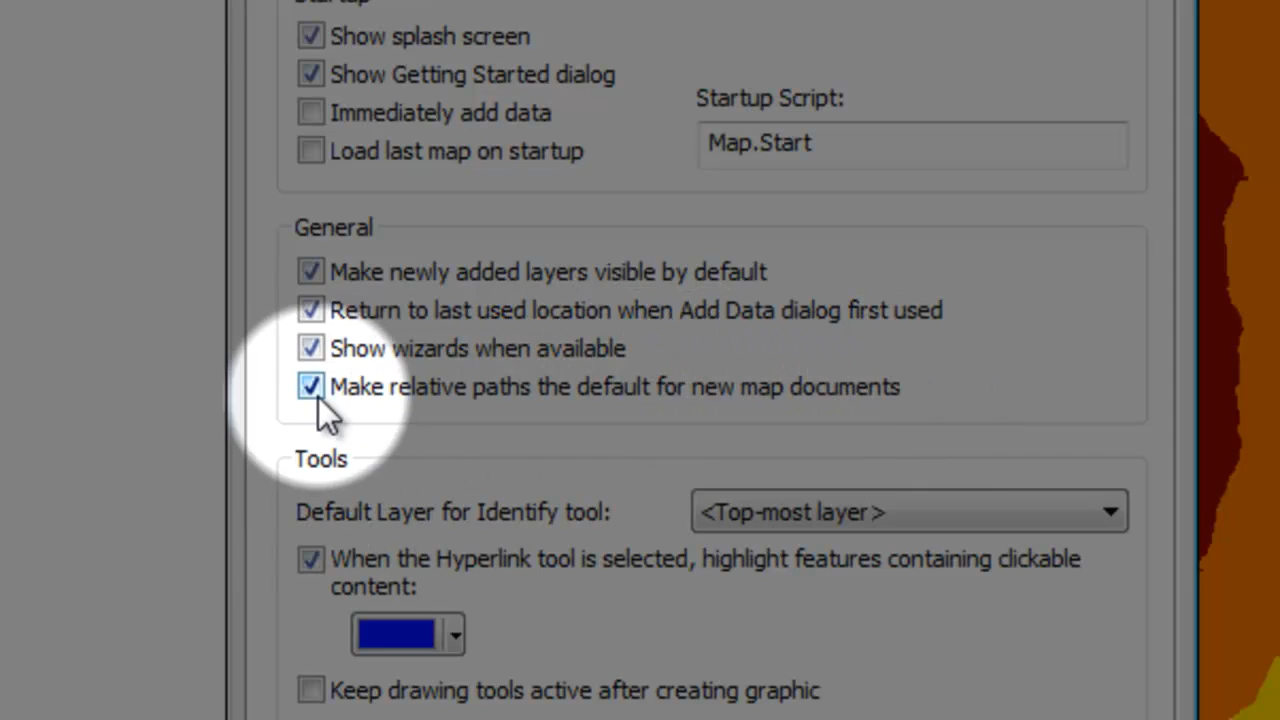 Startup
Show splash screen
Show Getting Started dialog
Immediately add data
Load last map on startup
Startup Script:
Map.Start
General
Make newly added layers visible by default
Return to last used location when Add Data dialog first used
Show wizards when available
Make relative paths the default for new map documents
Tools
Default Layer for Identify tool:
<Top-most layer>
When the Hyperlink tool is selected, highlight features containing clickable
content:
Keep drawing tools active after creating graphic